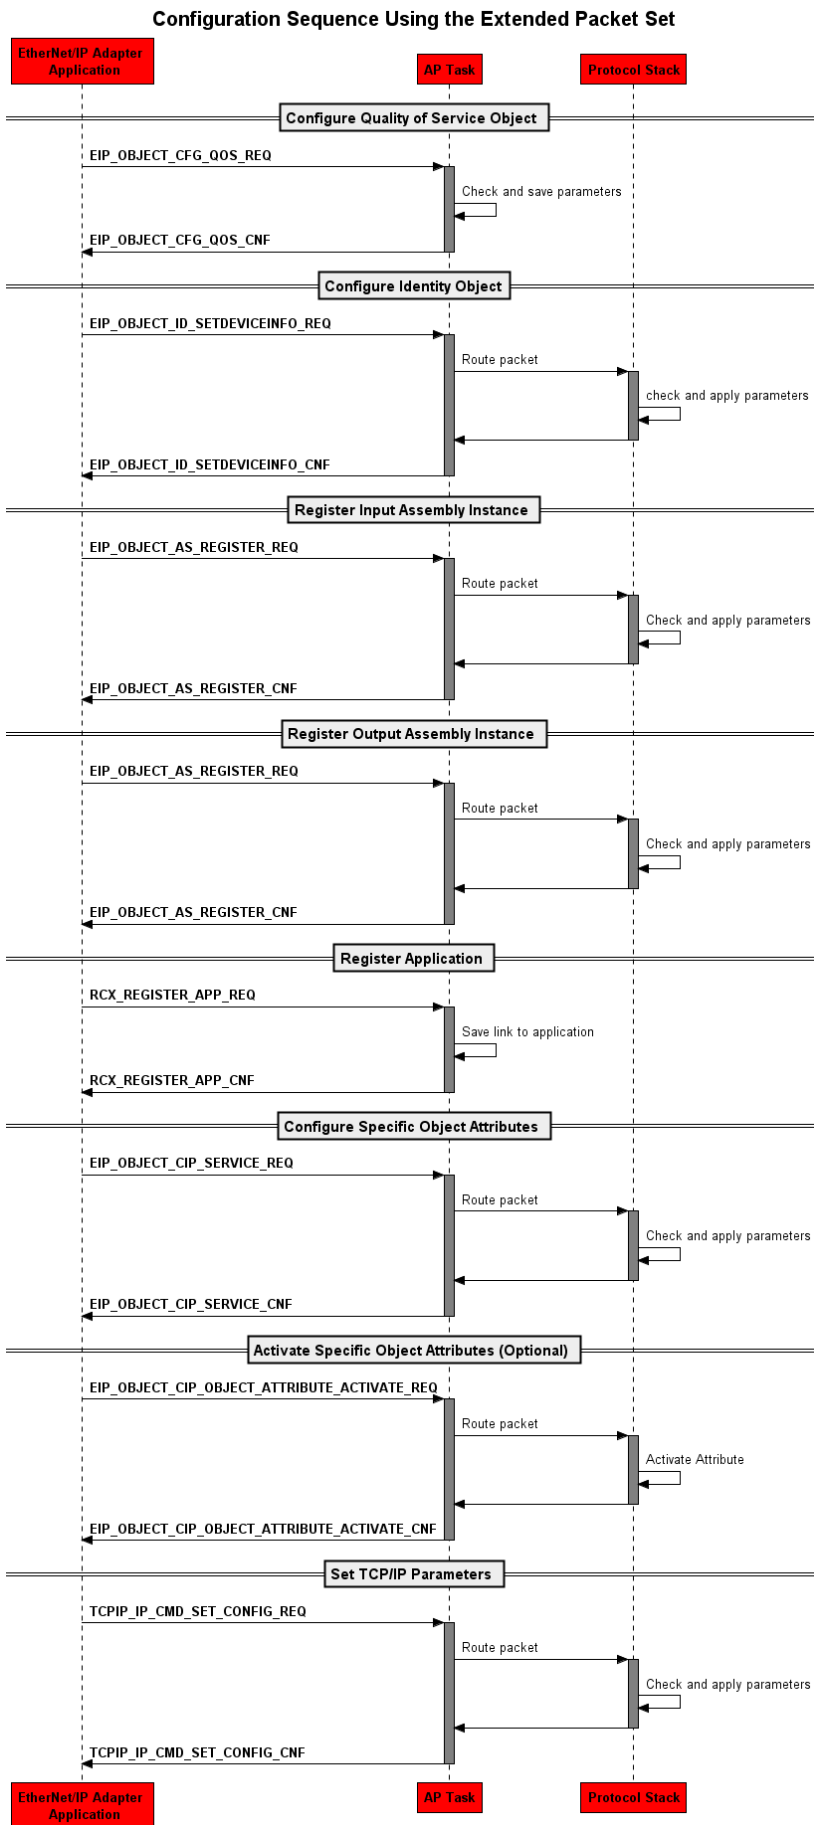 Configuration Sequence Using the Extended Packet Set
EtherNet/IP Adapter
Application
AP Task
Protocol Stack
Configure Quality of Service Object
EIP_OBJECT_CFG_QOS_REQ
Check and save parameters
EIP_OBJECT_CFG_QOS_CNF
Configure Identity Object
EIP_OBJECT_ID_SETDEVICEINFO_REQ
Route packet
check and apply parameters
EIP_OBJECT_ID_SETDEVICEINFO_CNF
Register Input Assembly Instance
EIP_OBJECT_AS_REGISTER_REQ
Route packet
Check and apply parameters
EIP_OBJECT_AS_REGISTER_CNF
Register Output Assembly Instance
EIP_OBJECT_AS_REGISTER_REQ
Route packet
Check and apply parameters
EIP_OBJECT_AS_REGISTER_CNF
Register Application
RCX_REGISTER_APP_REQ
Save link to application
RCX_REGISTER_APP_CNF
Configure Specific Object Attributes
EIP_OBJECT_CIP_SERVICE_REQ
Route packet
Check and apply parameters
EIP_OBJECT_CIP_SERVICE_CNF
Activate Specific Object Attributes (Optional)
EIP_OBJECT_CIP_OBJECT_ATTRIBUTE_ACTIVATE_REQ
Route packet
Activate Attribute
EIP_OBJECT_CIP_OBJECT_ATTRIBUTE_ACTIVATE_CNF
Set TCP/IP Parameters
TCPIP_IP_CMD_SET_CONFIG_REQ
Route packet
Check and apply parameters
TCPIP_IP_CMD_SET_CONFIG_CNF
EtherNet/IP Adapter
Application
AP Task
Protocol Stack